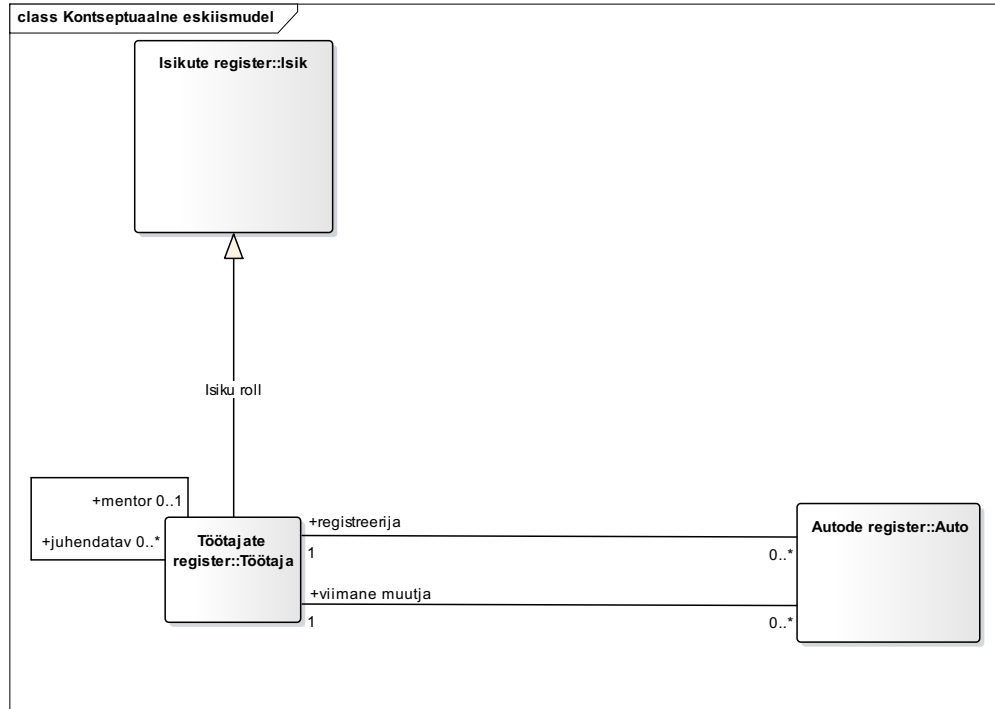 class Kontseptuaalne eskiismudel
Isikute register::Isik
Isiku roll
+mentor 0..1
+juhendatav 0..*
Töötajate
register::Töötaja
+registreerija
1
0..*
+viimane muutja
1
0..*
Autode register::Auto